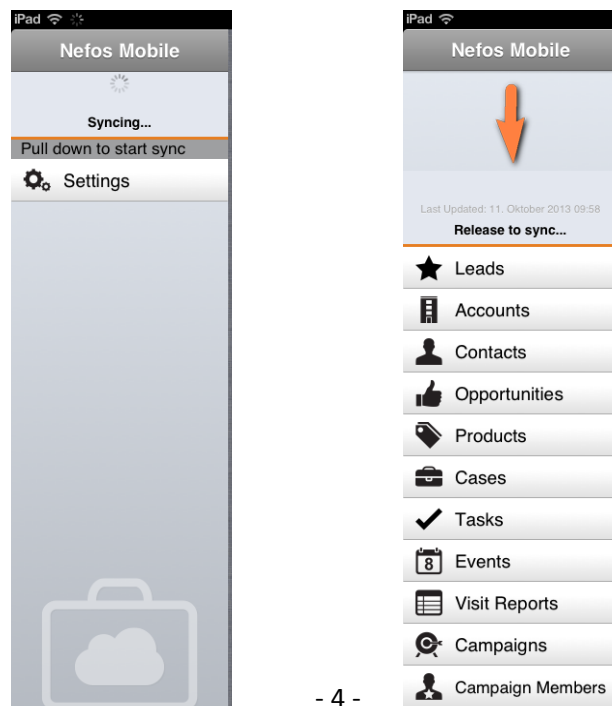 iPad
Nefos Mobile
Syncing...
Pull down to start sync
Settings
iPad
Nefos Mobile
Last Updated: 11. Oktober 2013 09:58
Release to sync...
Leads
Accounts
Contacts
Opportunities
Products
Cases
Tasks
8 Events
Visit Reports
Campaigns
Campaign Members
- 4 -